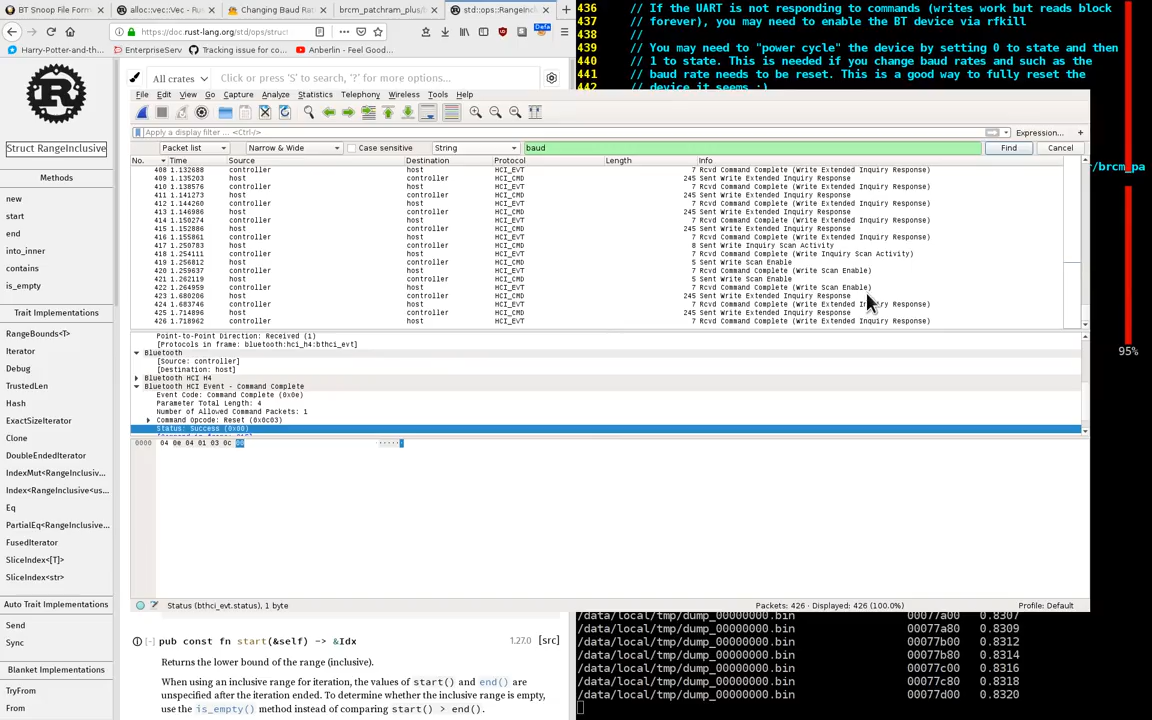 BT Snoop File Form
alloc::vec::Vec - Ru
Changing Baud Rat
brcm_patchram_plus/b
std::ops::RangeInc
https://doc.rust-lang.org/std/ops/struct
90%
Harry-Potter-and-th...
EnterpriseServ
Tracking issue for c...
Anberlin - Feel Good...
Struct RangeInclusive
Methods
new
start
end
into_inner
contains
is_empty
Trait Implementations
RangeBounds<T>
Iterator
Debug
TrustedLen
Hash
ExactSizeIterator
Clone
DoubleEndedIterator
IndexMut<RangeInclusiv...
Index<RangeInclusive<us...
Eq
PartialEq<RangeInclusive...
FusedIterator
SliceIndex<[T]>
SliceIndex<str>
Auto Trait Implementations
Send
Sync
Blanket Implementations
TryFrom
From
All crates
Click or press 'S' to search, '?' for more options...
436 // If the UART is not responding to commands (writes work but reads block
437 // forever), you may need to enable the BT device via rfkill
438 //
439 // You may need to "power cycle" the device by setting 0 to state and then
440 // 1 to state. This is needed if you change baud rates and such as the
441 // baud rate needs to be reset. This is a good way to fully reset the
442 // device it seems :)
/brcm_pa
95%
File Edit View Go Capture Analyze Statistics Telephony Wireless Tools Help
Apply a display filter ... <Ctrl-/>
Expression... +
Packet list Narrow & Wide Case sensitive String baud Find Cancel
No. Time Source Destination Protocol Length Info
408 1.132688 controller host HCI_EVT 7 Rcvd Command Complete (Write Extended Inquiry Response)
409 1.135203 host controller HCI_CMD 245 Sent Write Extended Inquiry Response
410 1.138576 controller host HCI_EVT 7 Rcvd Command Complete (Write Extended Inquiry Response)
411 1.141273 host controller HCI_CMD 245 Sent Write Extended Inquiry Response
412 1.144260 controller host HCI_EVT 7 Rcvd Command Complete (Write Extended Inquiry Response)
413 1.146986 host controller HCI_CMD 245 Sent Write Extended Inquiry Response
414 1.150274 controller host HCI_EVT 7 Rcvd Command Complete (Write Extended Inquiry Response)
415 1.152886 host controller HCI_CMD 245 Sent Write Extended Inquiry Response
416 1.155861 controller host HCI_EVT 7 Rcvd Command Complete (Write Extended Inquiry Response)
417 1.250783 host controller HCI_CMD 8 Sent Write Inquiry Scan Activity
418 1.254111 controller host HCI_EVT 7 Rcvd Command Complete (Write Inquiry Scan Activity)
419 1.256812 host controller HCI_CMD 5 Sent Write Scan Enable
420 1.259637 controller host HCI_EVT 7 Rcvd Command Complete (Write Scan Enable)
421 1.262119 host controller HCI_CMD 5 Sent Write Scan Enable
422 1.264959 controller host HCI_EVT 7 Rcvd Command Complete (Write Scan Enable)
423 1.680206 host controller HCI_CMD 245 Sent Write Extended Inquiry Response
424 1.683746 controller host HCI_EVT 7 Rcvd Command Complete (Write Extended Inquiry Response)
425 1.714896 host controller HCI_CMD 245 Sent Write Extended Inquiry Response
426 1.718962 controller host HCI_EVT 7 Rcvd Command Complete (Write Extended Inquiry Response)
Point-to-Point Direction: Received (1)
[Protocols in frame: bluetooth:hci_h4:bthci_evt]
Bluetooth
[Source: controller]
[Destination: host]
Bluetooth HCI H4
Bluetooth HCI Event - Command Complete
Event Code: Command Complete (0x0e)
Parameter Total Length: 4
Number of Allowed Command Packets: 1
Command Opcode: Reset (0x0c03)
Status: Success (0x00)
0000 04 0e 04 01 03 0c 00 ······
Status (bthci_evt.status), 1 byte
Packets: 426 · Displayed: 426 (100.0%)
Profile: Default
[-] pub const fn start(&self) -> &Idx 1.27.0 [src]
Returns the lower bound of the range (inclusive).
When using an inclusive range for iteration, the values of start() and end() are
unspecified after the iteration ended. To determine whether the inclusive range is empty,
use the is_empty() method instead of comparing start() > end().
/data/local/tmp/dump_00000000.bin 00077a00 0.8307
/data/local/tmp/dump_00000000.bin 00077a80 0.8309
/data/local/tmp/dump_00000000.bin 00077b00 0.8312
/data/local/tmp/dump_00000000.bin 00077b80 0.8314
/data/local/tmp/dump_00000000.bin 00077c00 0.8316
/data/local/tmp/dump_00000000.bin 00077c80 0.8318
/data/local/tmp/dump_00000000.bin 00077d00 0.8320